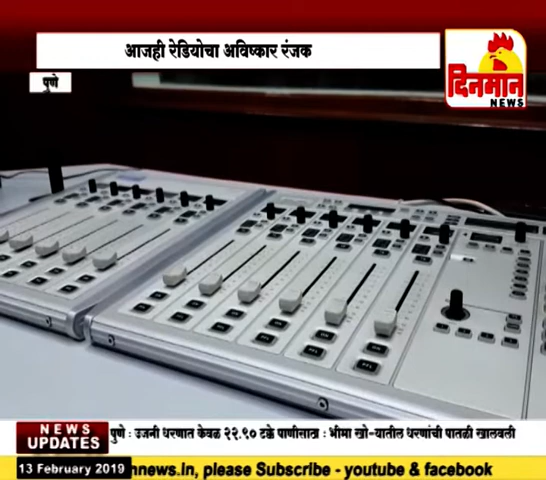 आजही रेडियोचा अविष्कार रंजक
पुणे
दिनमान
NEWS
NEWS
UPDATES
पुणे : उजनी धरणात केवळ २२.९० टक्के पाणीसाठा : भीमा खो-यातील धरणांची पातळी खालवली
13 February 2019
nnews.in, please Subscribe - youtube & facebook